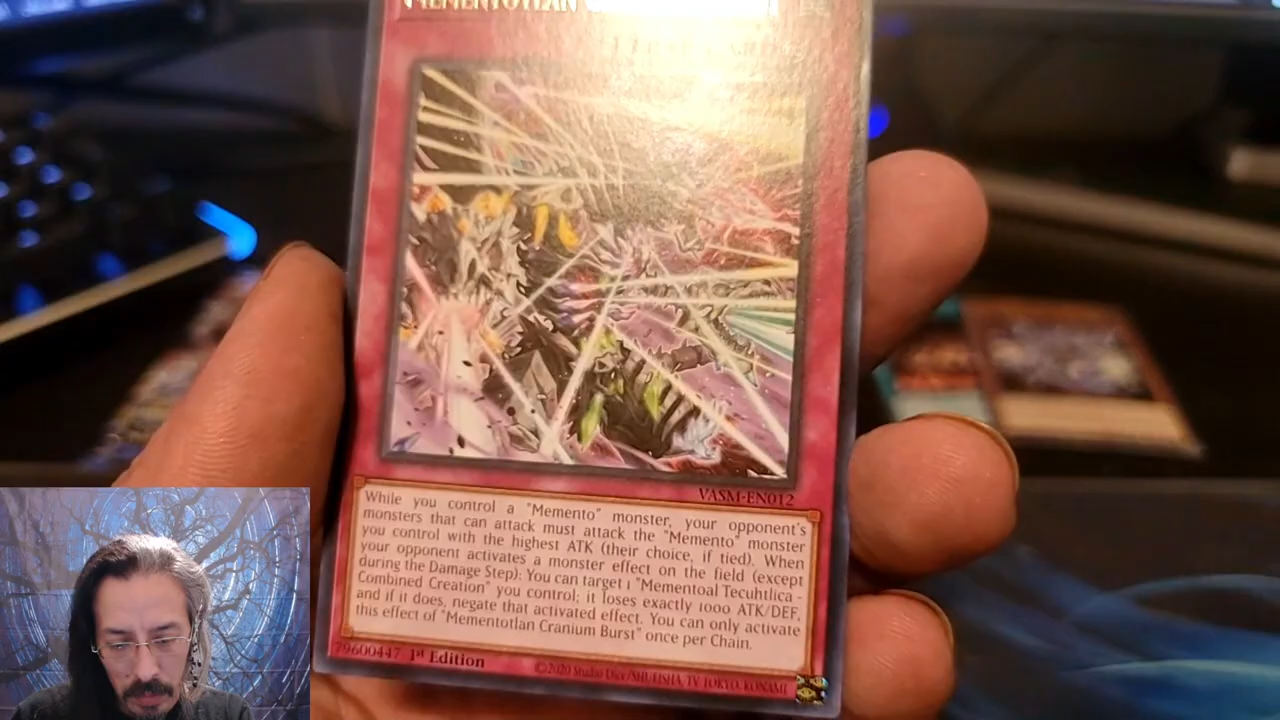 MEMENTOTLAN
VASM-EN012
While you control a "Memento" monster, your opponent's
monsters that can attack must attack the "Memento" monster
you control with the highest ATK (their choice, if tied). When
your opponent activates a monster effect on the field (except
during the Damage Step): You can target 1 "Mementoal Tecuhtlica -
Combined Creation" you control; it loses exactly 1000 ATK/DEF,
and if it does, negate that activated effect. You can only activate
this effect of "Mementotlan Cranium Burst" once per Chain.
79600447 1st Edition
©2020 Studio Dice/SHUEISHA, TV TOKYO, KONAMI